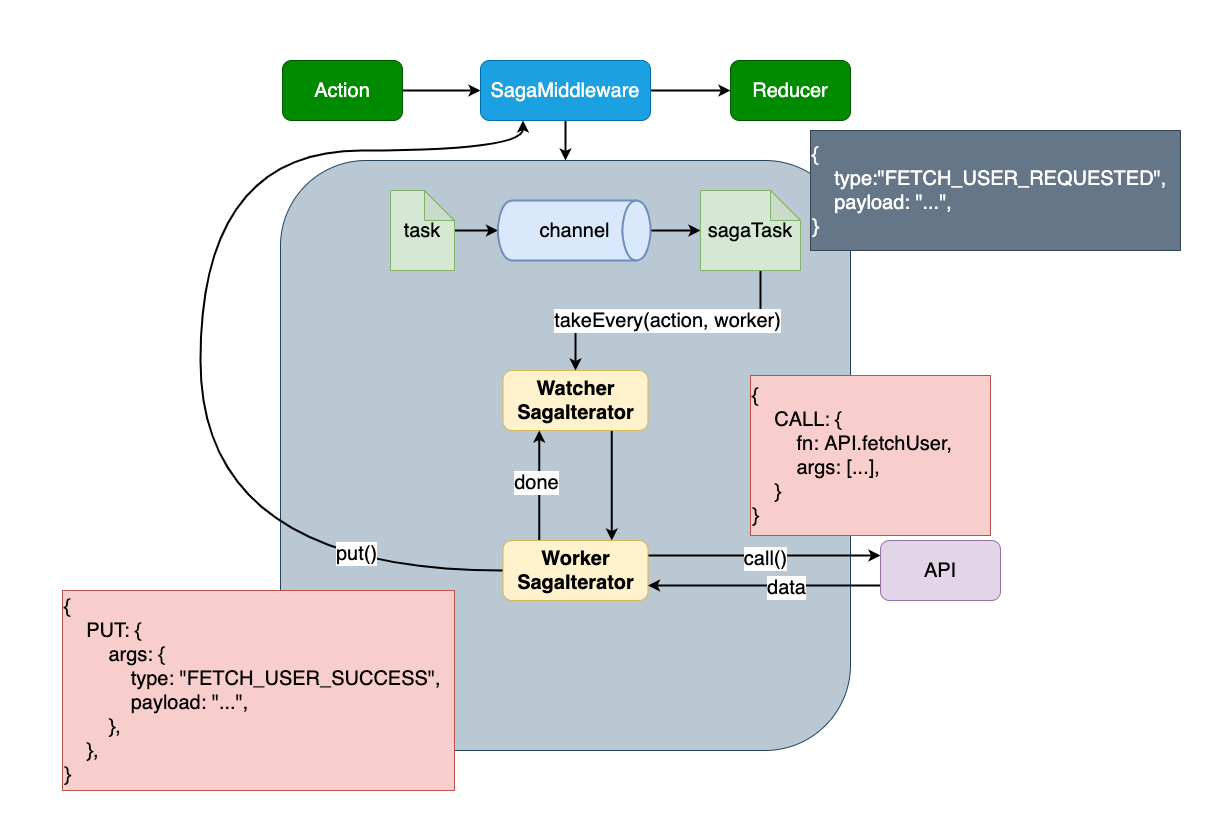 Action
SagaMiddleware
Reducer
{
type:"FETCH_USER_REQUESTED",
payload: "...",
}
task
channel
sagaTask
takeEvery(action, worker)
Watcher
SagaIterator
{
CALL: {
fn: API.fetchUser,
args: [...],
}
}
done
put()
Worker
SagaIterator
call()
data
API
{
PUT: {
args: {
type: "FETCH_USER_SUCCESS",
payload: "...",
},
},
}